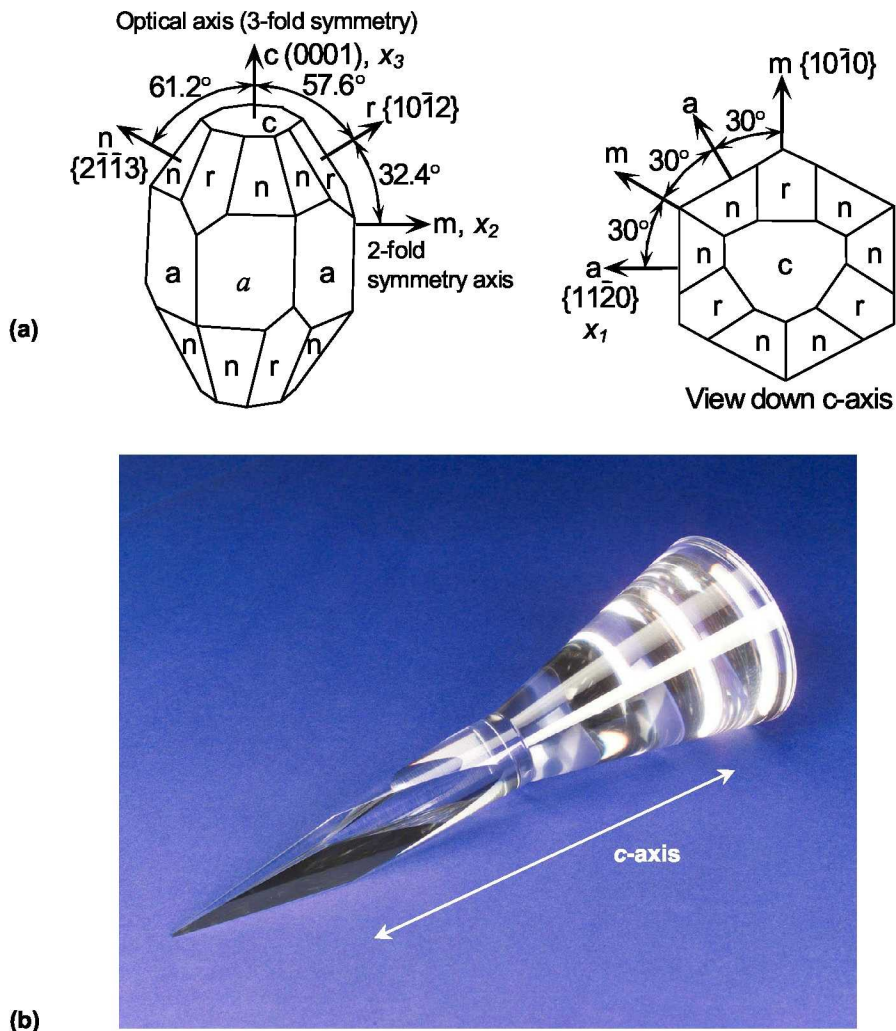 Optical axis (3-fold symmetry)
c (0001), x₃
61.2°
57.6°
r {101̄2}
n
{21̄1̄3}
c
n
r
n
n
r
32.4°
m, x₂
2-fold
symmetry axis
a
a
a
n
n
r
n
(a)
m {101̄0}
a
30°
30°
m
30°
a
{112̄0}
x₁
n
r
n
n
c
n
r
r
n
n
View down c-axis
c-axis
(b)